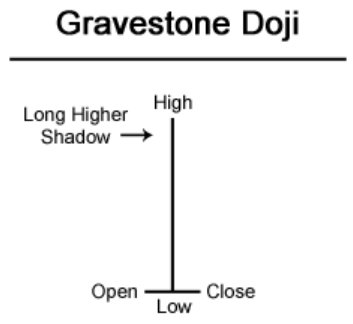 Gravestone Doji
High
Long Higher
Shadow
Open
Close
Low